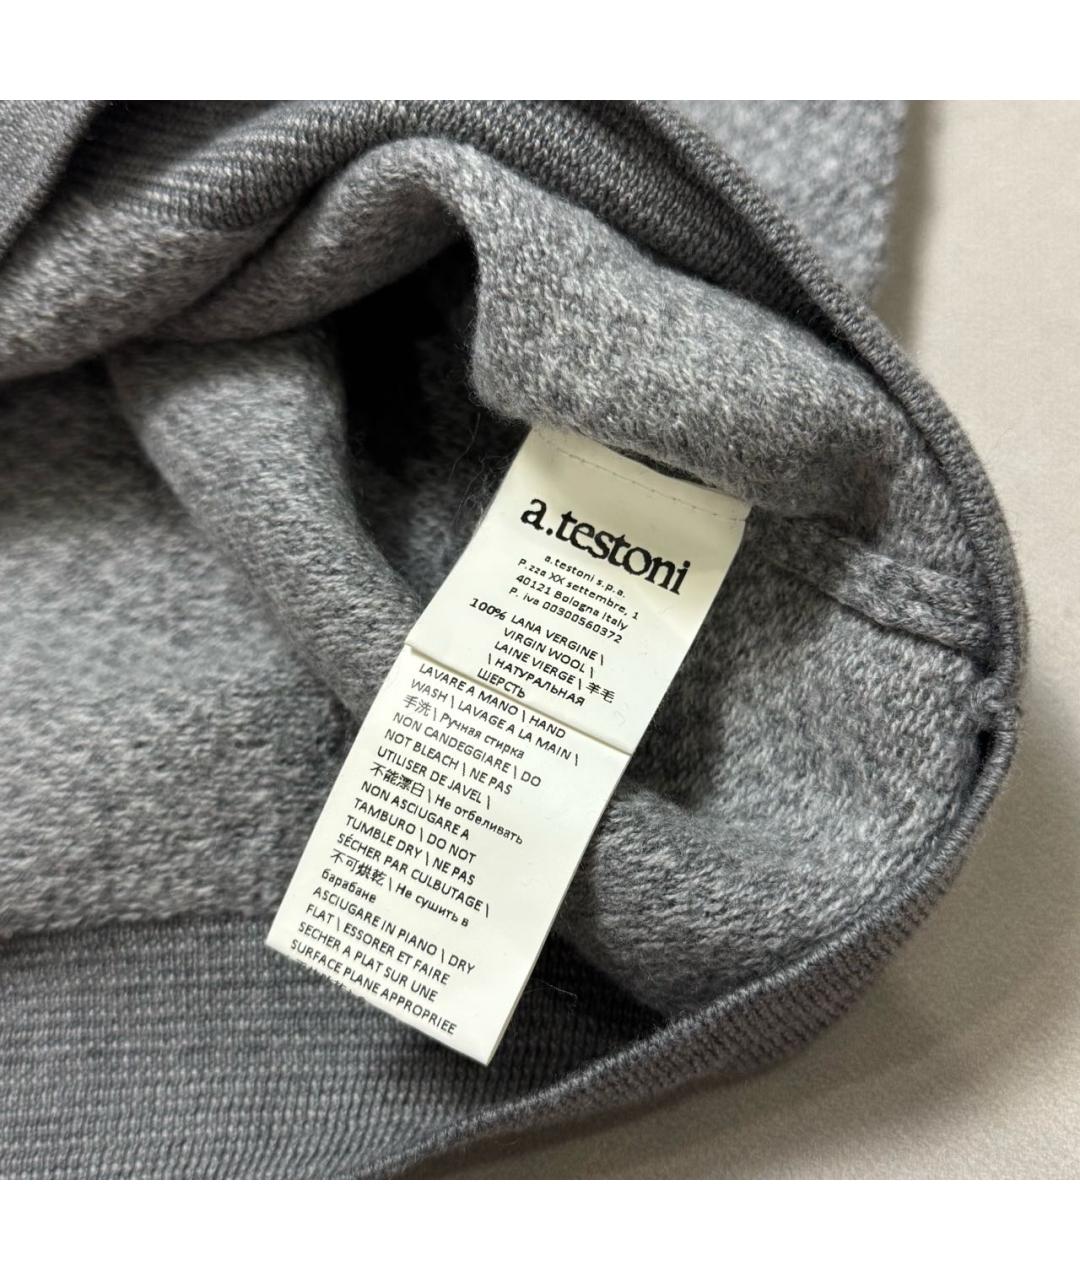 a.testoni
a.testoni s.p.a.
P.zza XX settembre, 1
40121 Bologna Italy
P. iva 00300560372
100% LANA VERGINE \
VIRGIN WOOL \
LAINE VIERGE \ 羊毛
\ НАТУРАЛЬНАЯ
ШЕРСТЬ
LAVARE A MANO \ HAND
WASH \ LAVAGE A LA MAIN \
手洗 \ Ручная стирка
NON CANDEGGIARE \ DO
NOT BLEACH \ NE PAS
UTILISER DE JAVEL \
不能漂白 \ Не отбеливать
NON ASCIUGARE A
TAMBURO \ DO NOT
TUMBLE DRY \ NE PAS
SÉCHER PAR CULBUTAGE \
不可烘乾 \ Не сушить в
барабане
ASCIUGARE IN PIANO \ DRY
FLAT \ ESSORER ET FAIRE
SECHER A PLAT SUR UNE
SURFACE PLANE APPROPRIEE